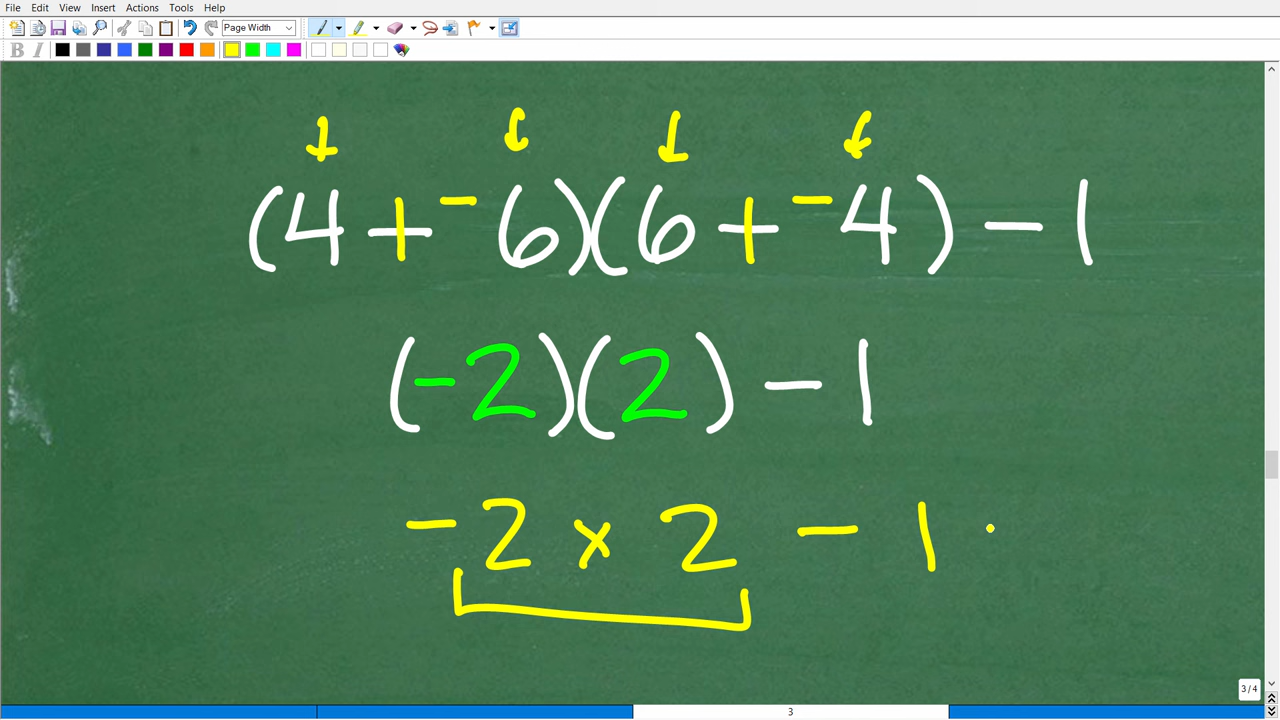 File Edit View Insert Actions Tools Help
Page Width
B I
(4 + -6)(6 + -4) - 1
(-2)(2) - 1
-2 x 2 - 1
3/4
3